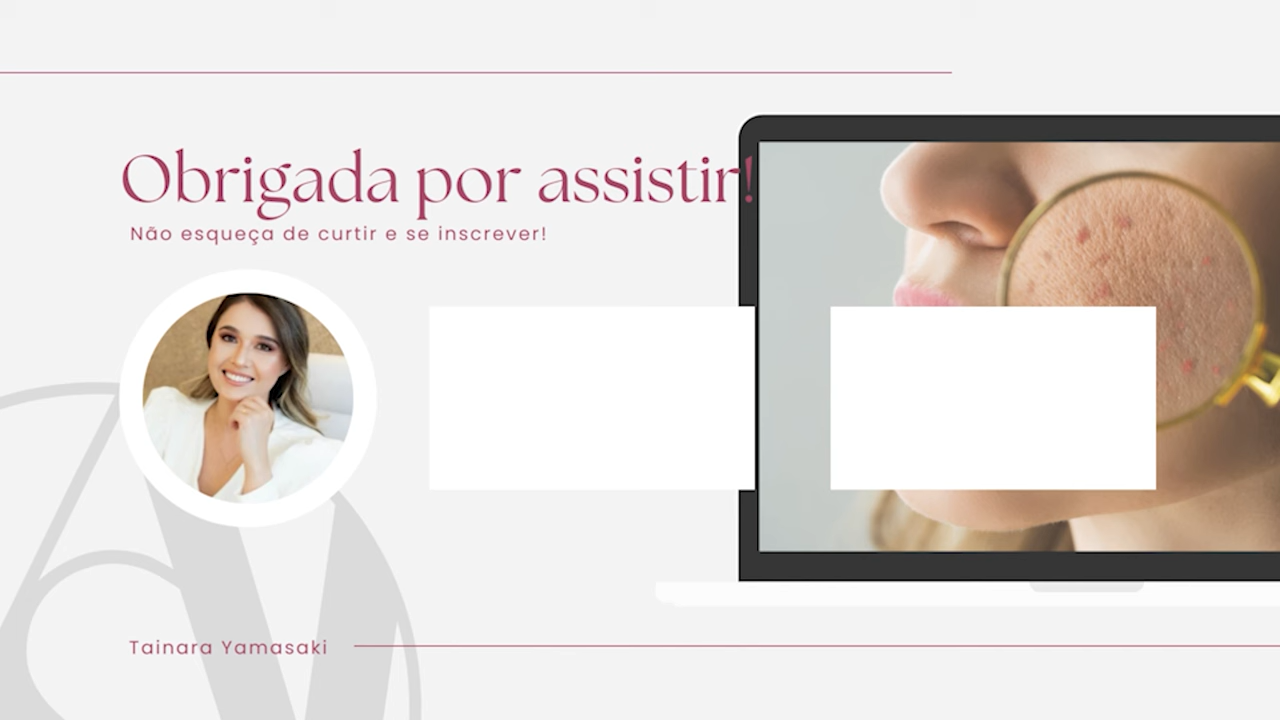 Obrigada por assistir!
Não esqueça de curtir e se inscrever!
Tainara Yamasaki